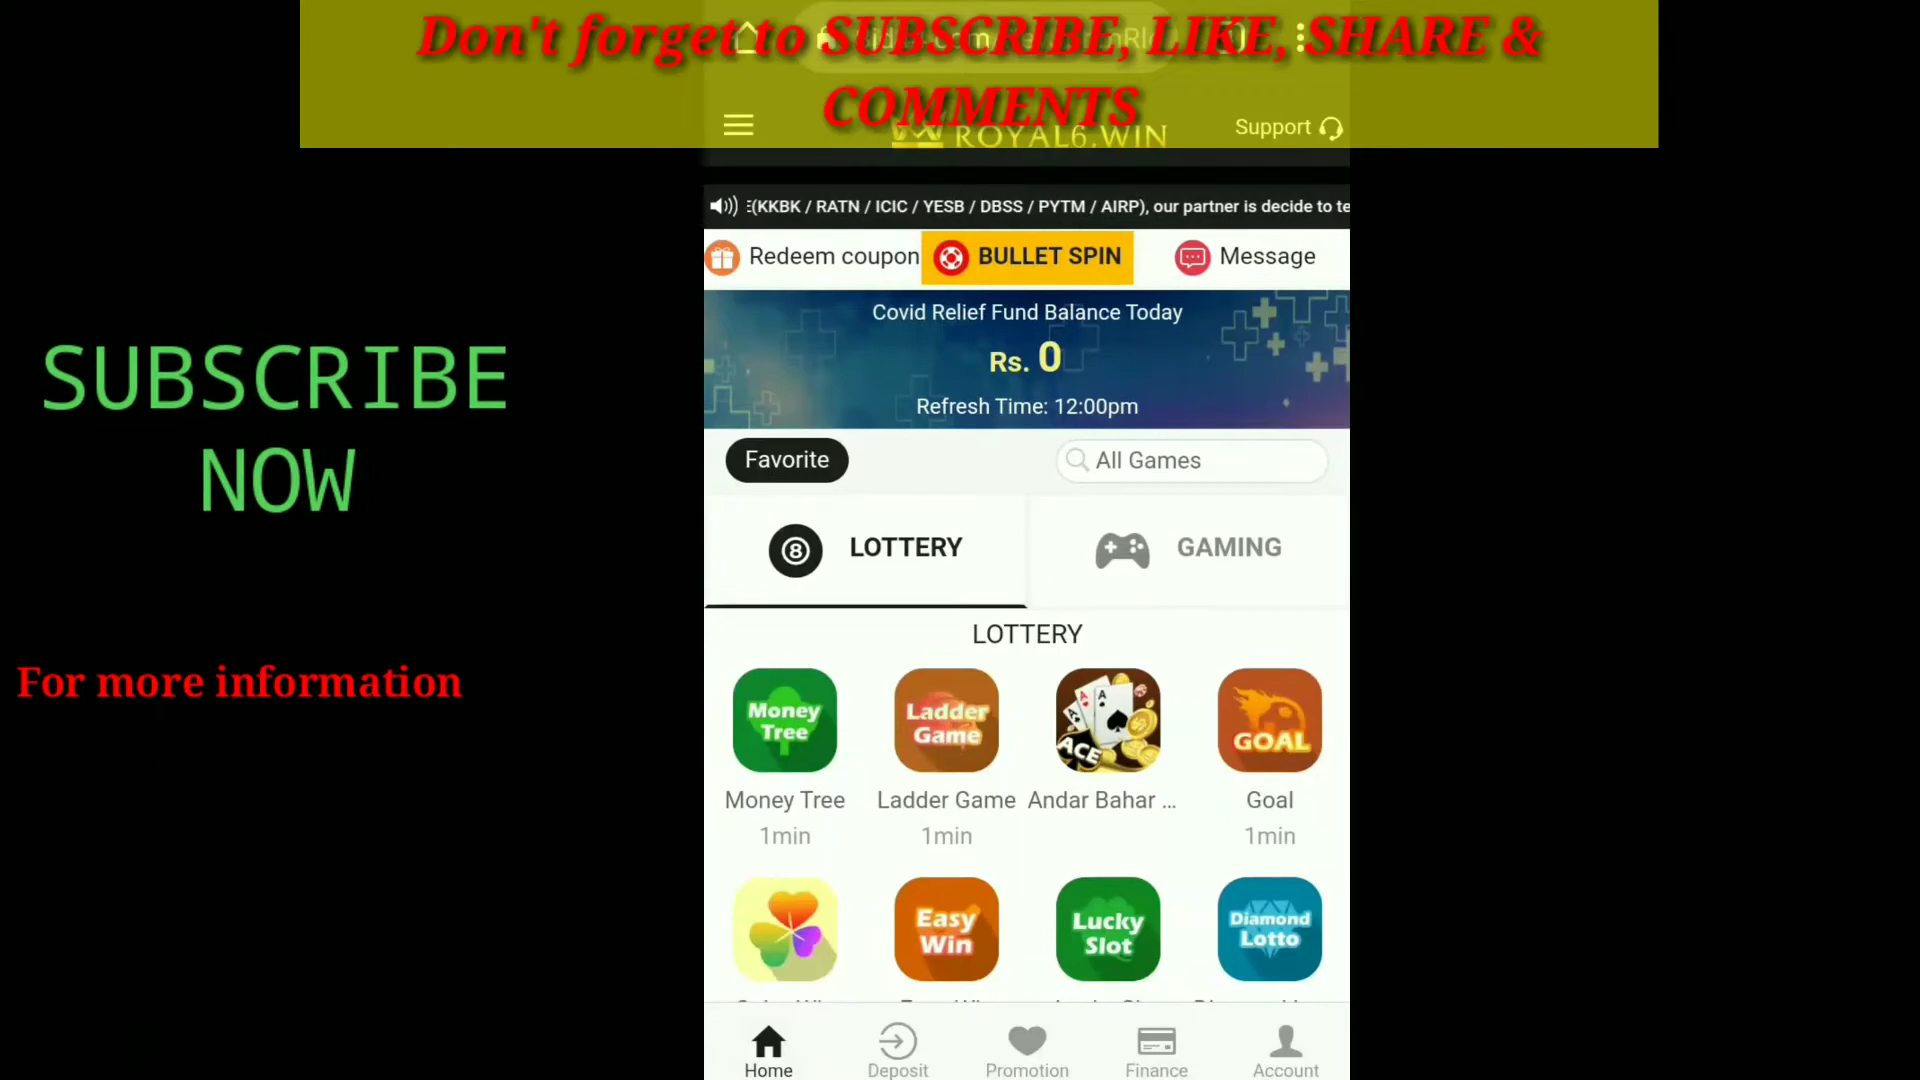 Don't forget to SUBSCRIBE, LIKE, SHARE &
COMMENTS
ROYAL6.WIN
Support
(KKBK / RATN / ICIC / YESB / DBSS / PYTM / AIRP), our partner is decide to te
Redeem coupon
BULLET SPIN
Message
Covid Relief Fund Balance Today
Rs. 0
Refresh Time: 12:00pm
SUBSCRIBE
NOW
Favorite
All Games
8
LOTTERY
GAMING
LOTTERY
For more information
Money
Tree
Ladder
Game
A A A
ACE
GOAL
Money Tree
Ladder Game
Andar Bahar ...
Goal
1min
1min
1min
Easy
Win
Lucky
Slot
Diamond
Lotto
Home
Deposit
Promotion
Finance
Account